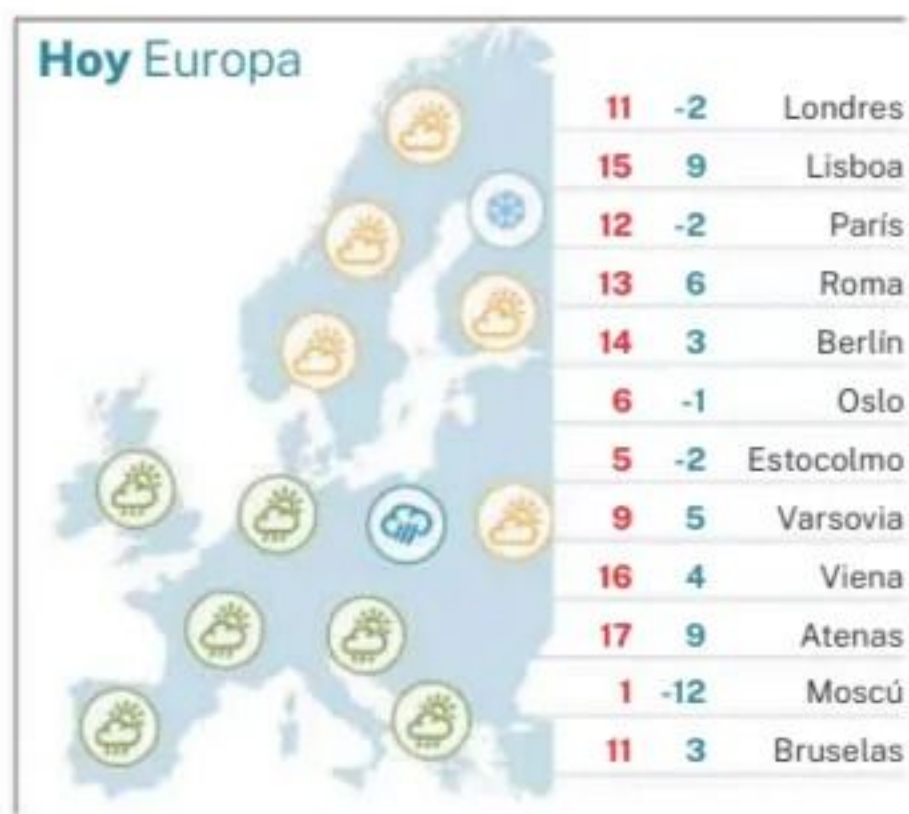 Hoy Europa
11 -2 Londres
15 9 Lisboa
12 -2 París
13 6 Roma
14 3 Berlín
6 -1 Oslo
5 -2 Estocolmo
9 5 Varsovia
16 4 Viena
17 9 Atenas
1 -12 Moscú
11 3 Bruselas